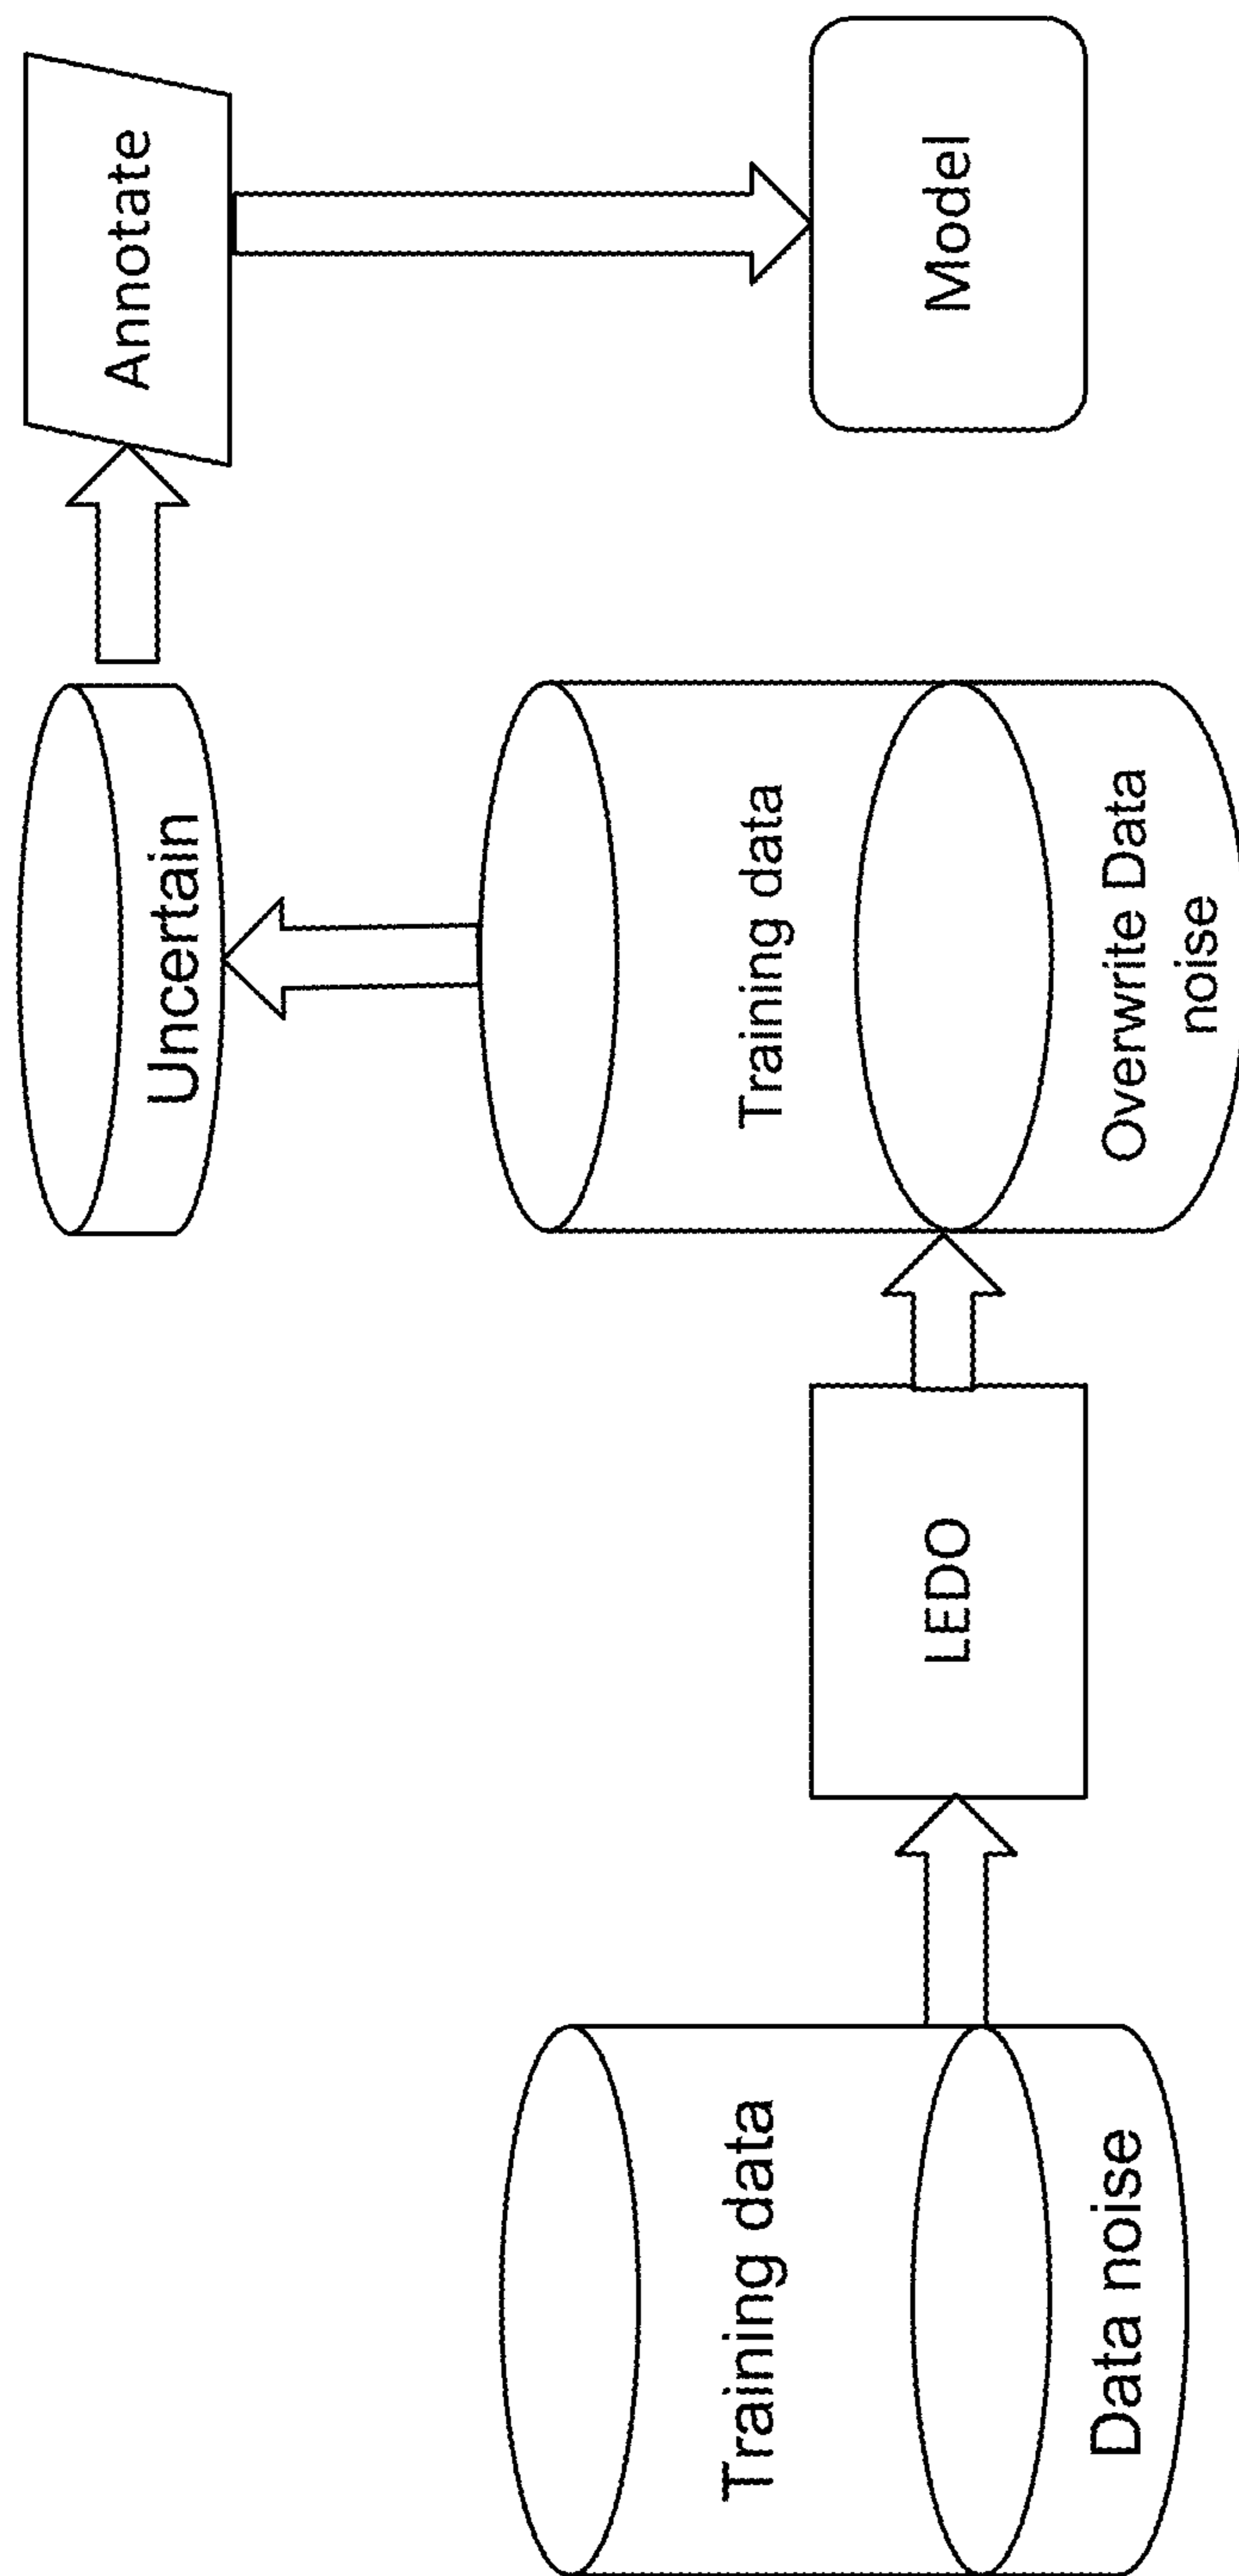 Training data
Data noise
LEDO
Training data
Overwrite Data
noise
Uncertain
Annotate
Model